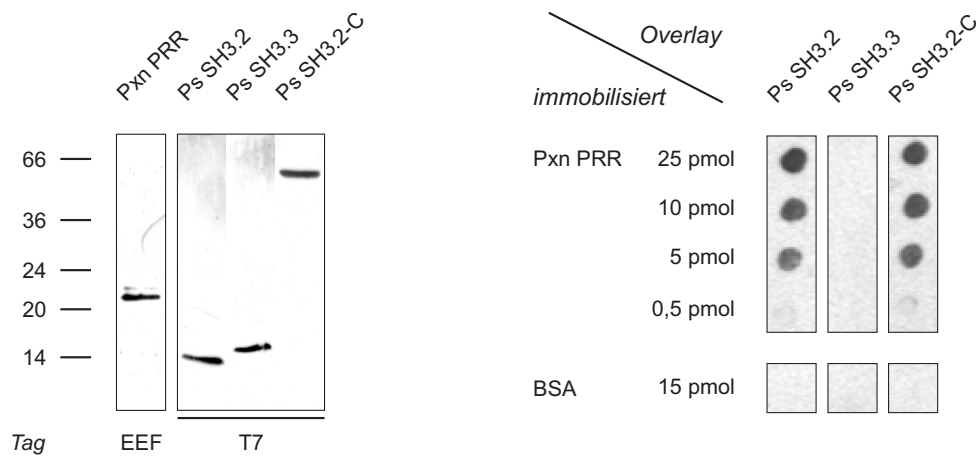 Pxn PRR
Ps SH3.2
Ps SH3.3
Ps SH3.2-C
66
36
24
20
14
Tag EEF T7
Overlay
immobilisiert
Ps SH3.2
Ps SH3.3
Ps SH3.2-C
Pxn PRR 25 pmol
10 pmol
5 pmol
0,5 pmol
BSA 15 pmol